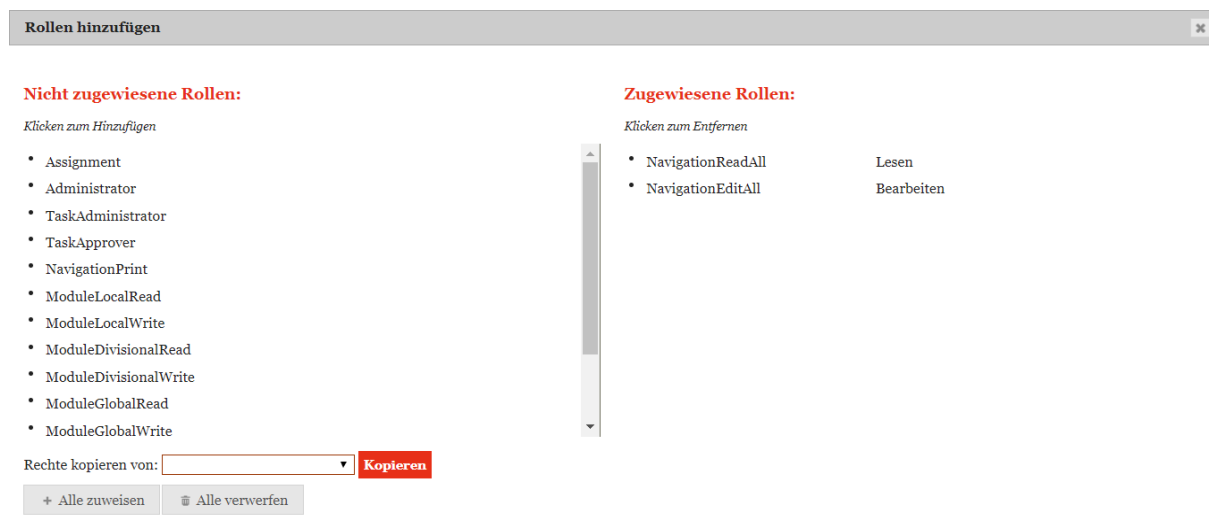 Rollen hinzufügen
Nicht zugewiesene Rollen:
Klicken zum Hinzufügen
Assignment
Administrator
TaskAdministrator
TaskApprover
NavigationPrint
ModuleLocalRead
ModuleLocalWrite
ModuleDivisionalRead
ModuleDivisionalWrite
ModuleGlobalRead
ModuleGlobalWrite
Rechte kopieren von: Kopieren
Alle zuweisen Alle verwerfen
Zugewiesene Rollen:
Klicken zum Entfernen
NavigationReadAll Lesen
NavigationEditAll Bearbeiten